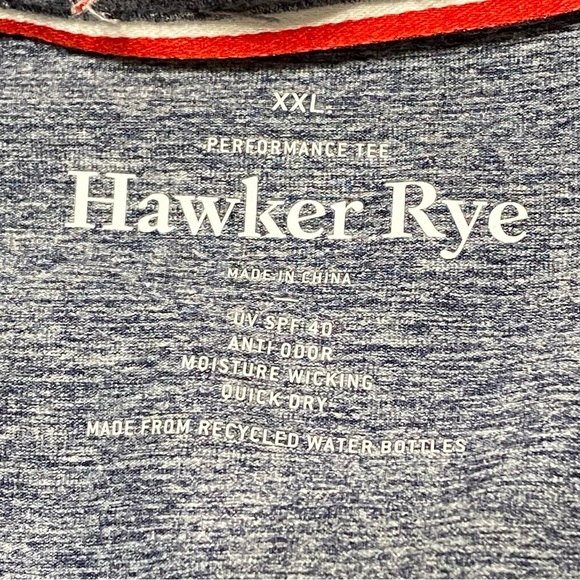 XXL
PERFORMANCE TEE
Hawker Rye
MADE IN CHINA
UV SPF 40
ANTI-ODOR
MOISTURE WICKING
QUICK DRY
MADE FROM RECYCLED WATER BOTTLES